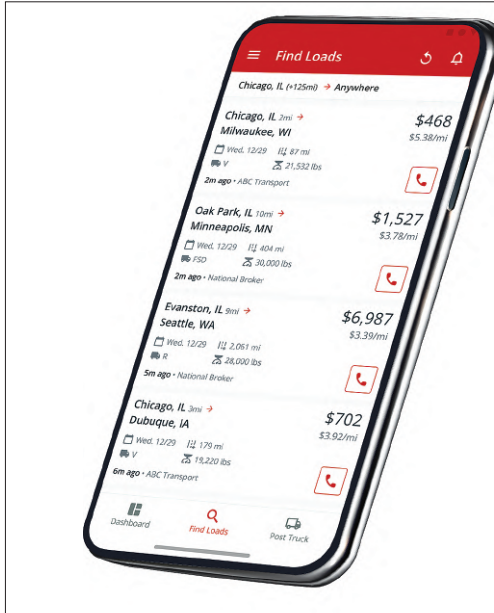 Find Loads
Chicago, IL (+125mi) → Anywhere
Chicago, IL 2mi → $468
Milwaukee, WI $5.38/mi
Wed, 12/29 87 mi
V 21,532 lbs
2m ago • ABC Transport
Oak Park, IL 10mi → $1,527
Minneapolis, MN $3.78/mi
Wed, 12/29 404 mi
FSD 30,000 lbs
2m ago • National Broker
Evanston, IL 9mi → $6,987
Seattle, WA $3.39/mi
Wed, 12/29 2,061 mi
R 28,000 lbs
5m ago • National Broker
Chicago, IL 3mi → $702
Dubuque, IA $3.92/mi
Wed, 12/29 179 mi
V 19,220 lbs
6m ago • ABC Transport
Dashboard Find Loads Post Truck